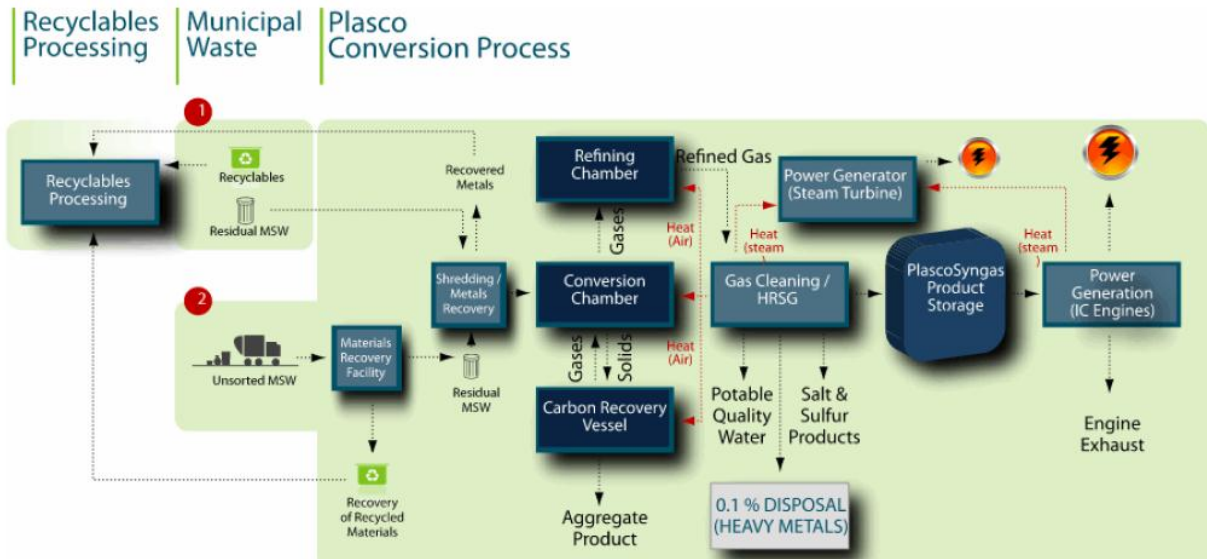 Recyclables
Processing
Municipal
Waste
Plasco
Conversion Process
1
Recyclables
Processing
Recyclables
Residual MSW
Recovered
Metals
2
Unsorted MSW
Materials
Recovery
Facility
Recovery
of Recycled
Materials
Shredding /
Metals
Recovery
Residual
MSW
Refining
Chamber
Gases
Conversion
Chamber
Gases
Solids
Carbon Recovery
Vessel
Aggregate
Product
Refined Gas
Heat
(Air)
Heat
(Air)
Heat
(steam
)
Power Generator
(Steam Turbine)
Gas Cleaning /
HRSG
Potable
Quality
Water
Salt &
Sulfur
Products
0.1 % DISPOSAL
(HEAVY METALS)
PlascoSyngas
Product
Storage
Heat
(steam
)
Power
Generation
(IC Engines)
Engine
Exhaust